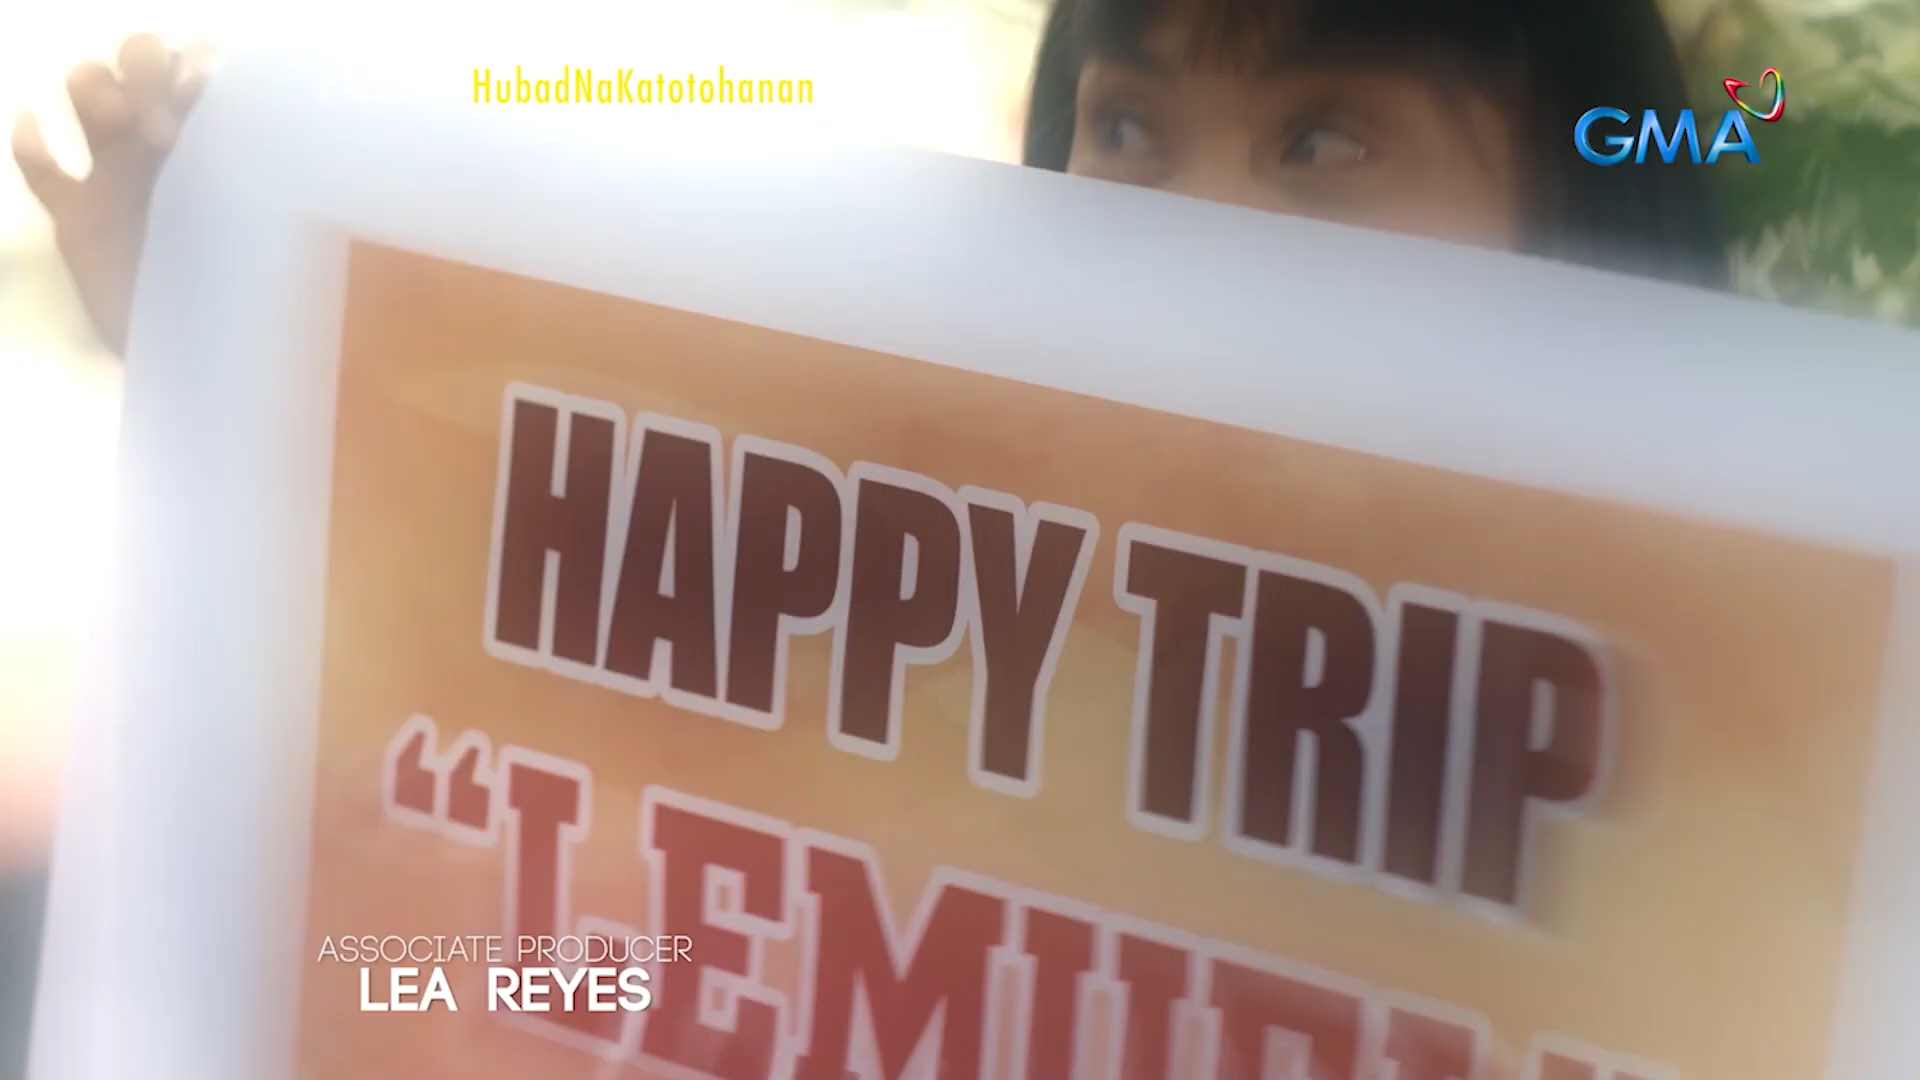 HubadNaKatotohanan
GMA
HAPPY TRIP
ASSOCIATE PRODUCER
LEA REYES